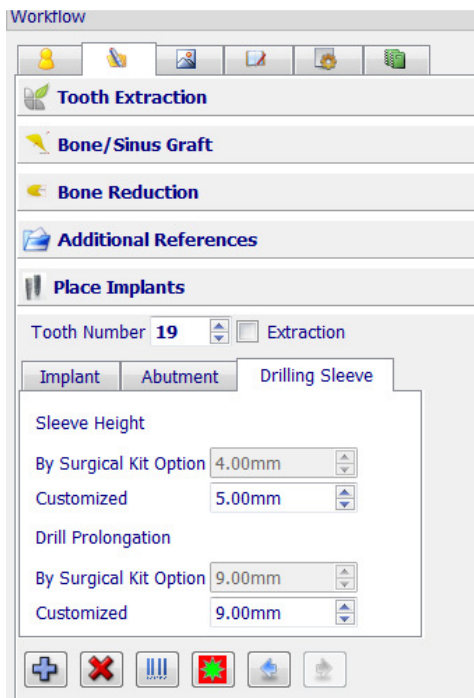 Workflow
Tooth Extraction
Bone/Sinus Graft
Bone Reduction
Additional References
Place Implants
Tooth Number 19 Extraction
Implant Abutment Drilling Sleeve
Sleeve Height
By Surgical Kit Option 4.00mm
Customized 5.00mm
Drill Prolongation
By Surgical Kit Option 9.00mm
Customized 9.00mm